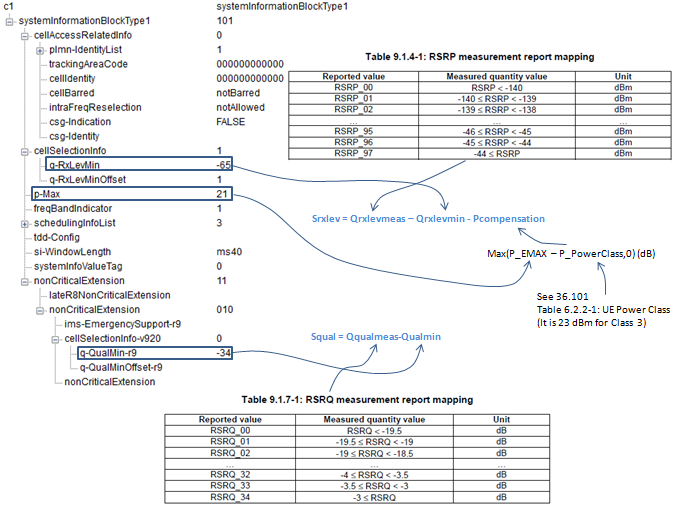 c1 systemInformationBlockType1
systemInformationBlockType1 101
cellAccessRelatedInfo 0
plmn-IdentityList 1
trackingAreaCode 000000000000
cellIdentity 000000000000
cellBarred notBarred
intraFreqReselection notAllowed
csg-Indication FALSE
csg-Identity
cellSelectionInfo 1
q-RxLevMin -65
q-RxLevMinOffset 1
p-Max 21
freqBandIndicator 1
schedulingInfoList 3
tdd-Config
si-WindowLength ms40
systemInfoValueTag 0
nonCriticalExtension 11
lateR8NonCriticalExtension
nonCriticalExtension 010
ims-EmergencySupport-r9
cellSelectionInfo-v920 0
q-QualMin-r9 -34
q-QualMinOffset-r9
nonCriticalExtension
Table 9.1.4-1: RSRP measurement report mapping
Reported value Measured quantity value Unit
RSRP_00 RSRP < -140 dBm
RSRP_01 -140 ≤ RSRP < -139 dBm
RSRP_02 -139 ≤ RSRP < -138 dBm
... ... ...
RSRP_95 -46 ≤ RSRP < -45 dBm
RSRP_96 -45 ≤ RSRP < -44 dBm
RSRP_97 -44 ≤ RSRP dBm
Srxlev = Qrxlevmeas – Qrxlevmin - Pcompensation
Max(P_EMAX – P_PowerClass,0) (dB)
See 36.101
Table 6.2.2-1: UE Power Class
(It is 23 dBm for Class 3)
Squal = Qqualmeas-Qualmin
Table 9.1.7-1: RSRQ measurement report mapping
Reported value Measured quantity value Unit
RSRQ_00 RSRQ < -19.5 dB
RSRQ_01 -19.5 ≤ RSRQ < -19 dB
RSRQ_02 -19 ≤ RSRQ < -18.5 dB
... ... ...
RSRQ_32 -4 ≤ RSRQ < -3.5 dB
RSRQ_33 -3.5 ≤ RSRQ < -3 dB
RSRQ_34 -3 ≤ RSRQ dB